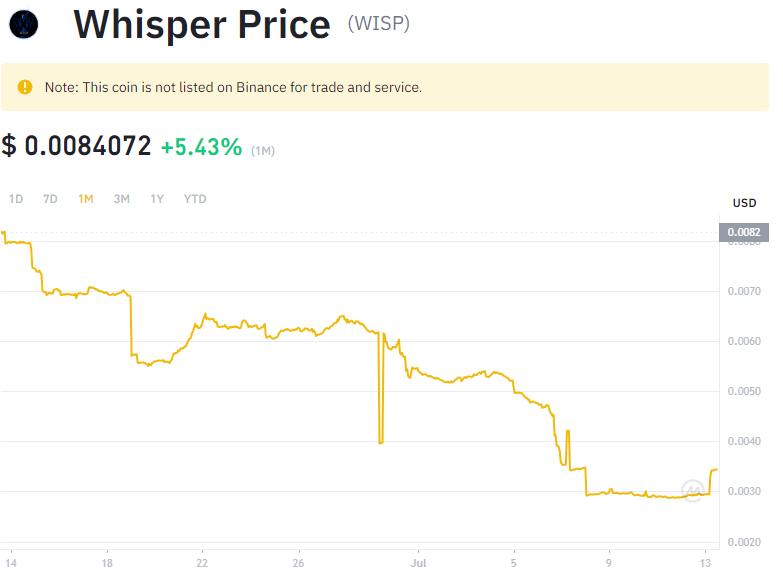 Whisper Price (WISP)
Note: This coin is not listed on Binance for trade and service.
$ 0.0084072 +5.43% (1M)
1D 7D 1M 3M 1Y YTD
USD
0.0082
0.0080
0.0070
0.0060
0.0050
0.0040
0.0030
0.0020
14 18 22 26 Jul 5 9 13